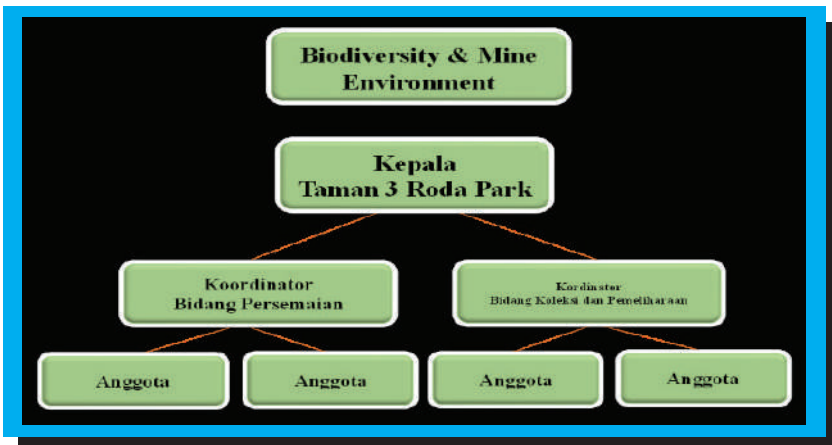 Biodiversity & Mine
Environment
Kepala
Taman 3 Roda Park
Koordinator
Bidang Persemaian
Kordinator
Bidang Koleksi dan Pemeliharaan
Anggota
Anggota
Anggota
Anggota